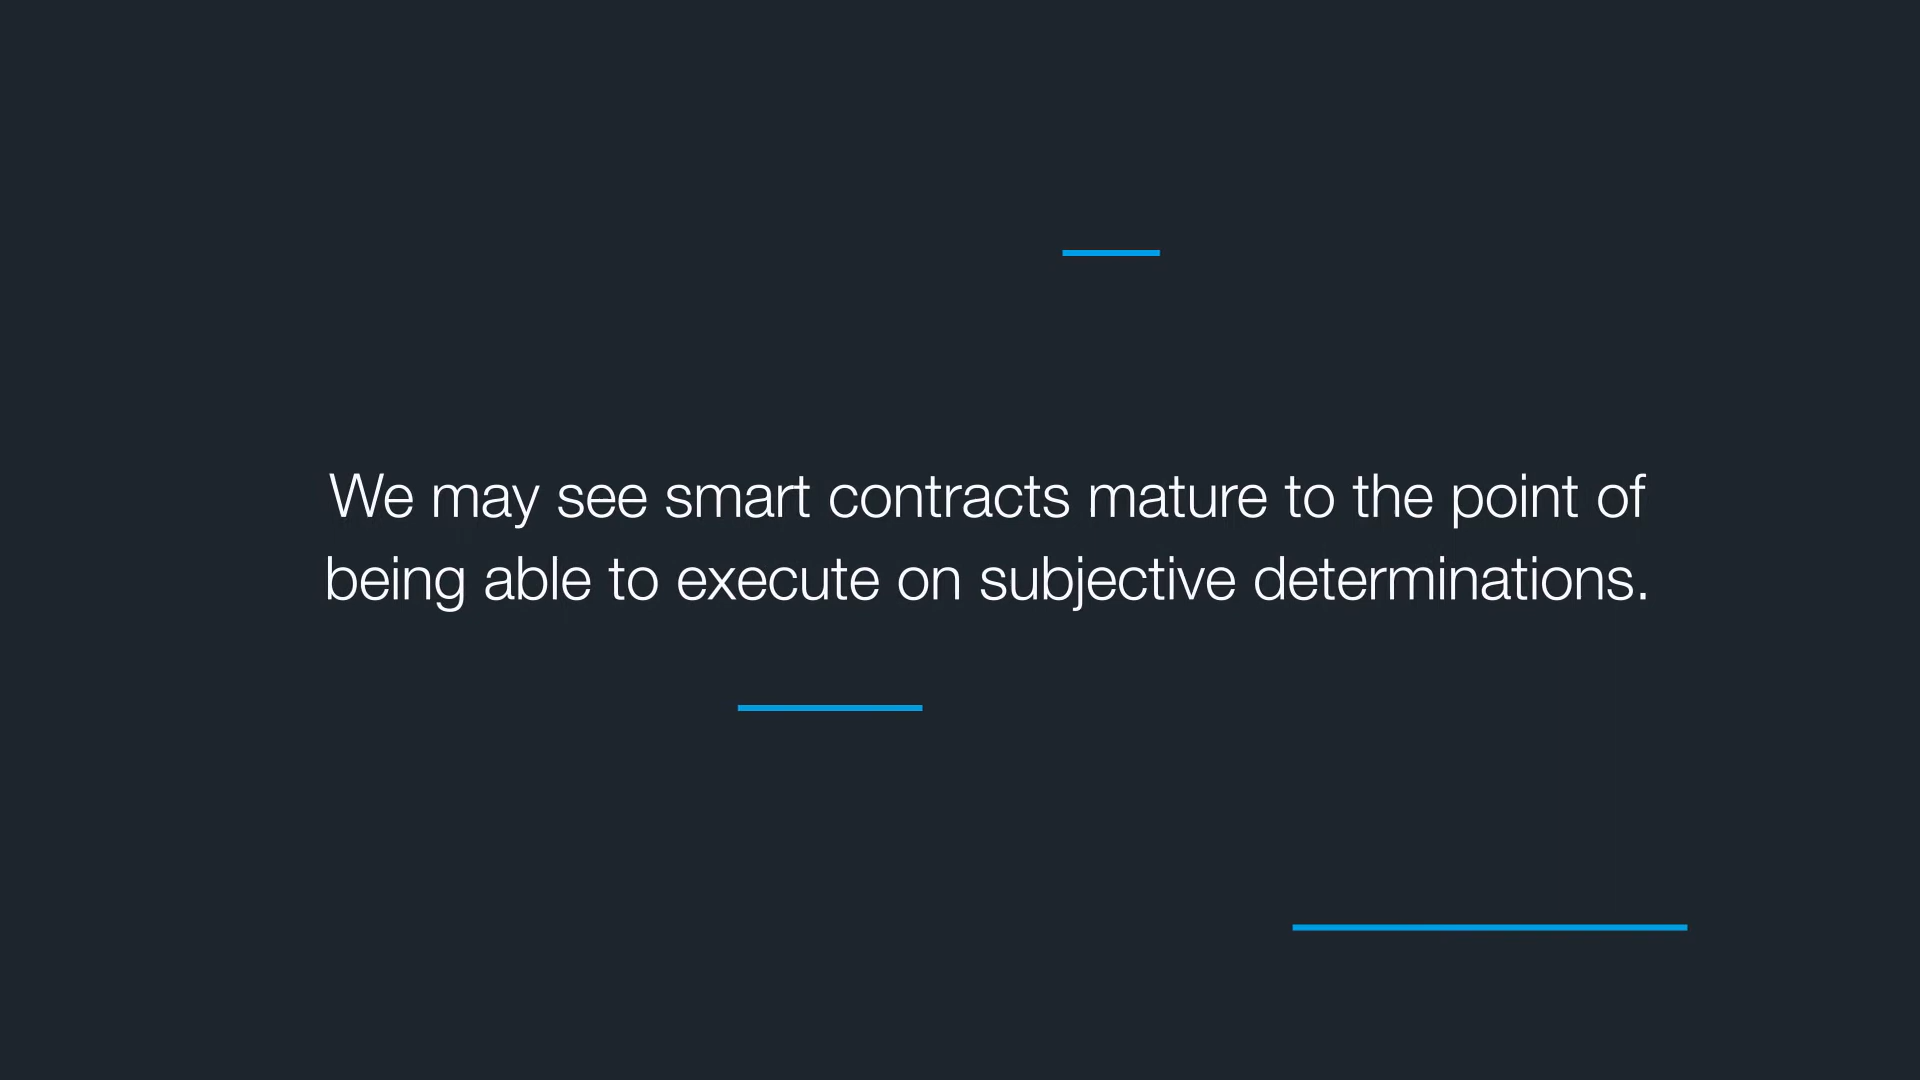 We may see smart contracts mature to the point of
being able to execute on subjective determinations.